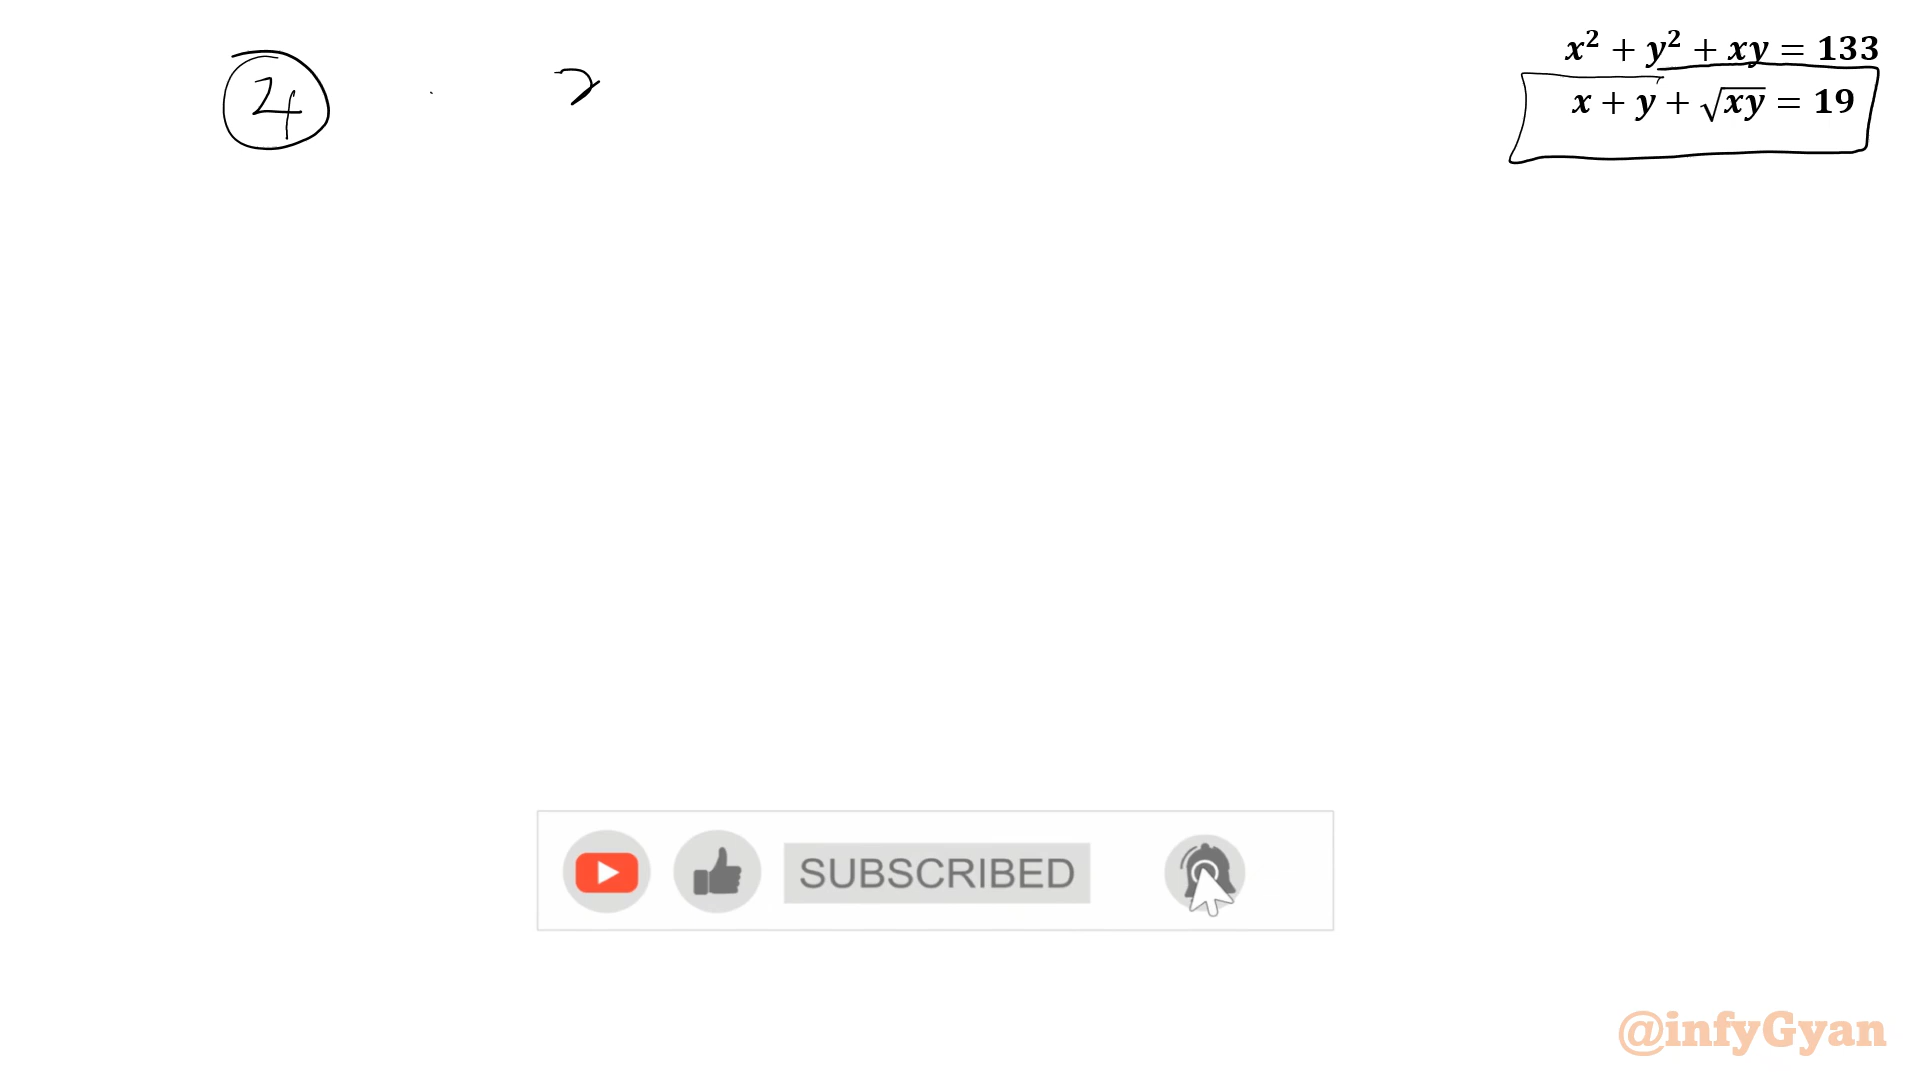 x² + y² + xy = 133
x + y + √xy = 19
4
SUBSCRIBED
@infyGyan